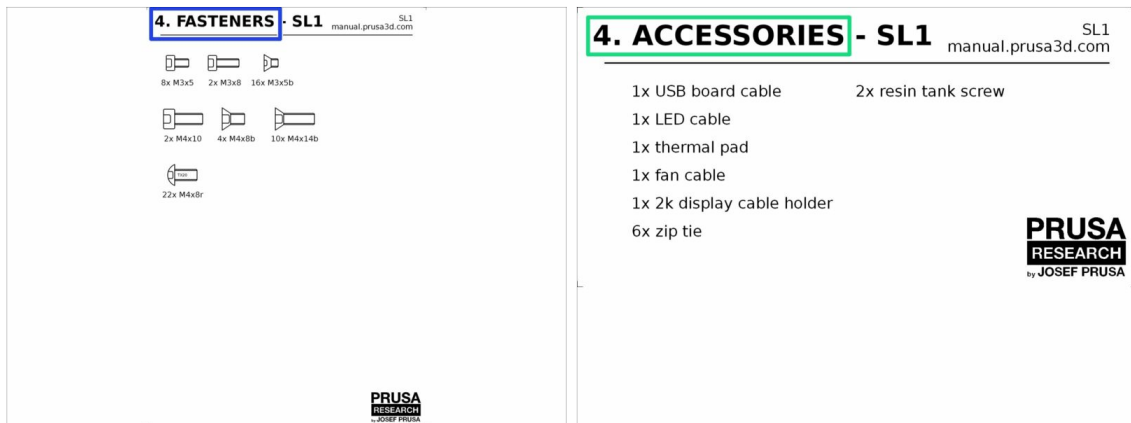 4. FASTENERS - SL1
SL1
manual.prusa3d.com
8x M3x5 2x M3x8 16x M3x5b
2x M4x10 4x M4x8b 10x M4x14b
22x M4x8r
PRUSA
RESEARCH
by JOSEF PRUSA
4. ACCESSORIES - SL1
SL1
manual.prusa3d.com
1x USB board cable 2x resin tank screw
1x LED cable
1x thermal pad
1x fan cable
1x 2k display cable holder
6x zip tie
PRUSA
RESEARCH
by JOSEF PRUSA